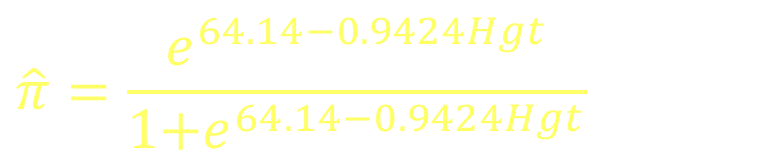 π̂ = e^{64.14−0.9424Hgt} / 1+e^{64.14−0.9424Hgt}